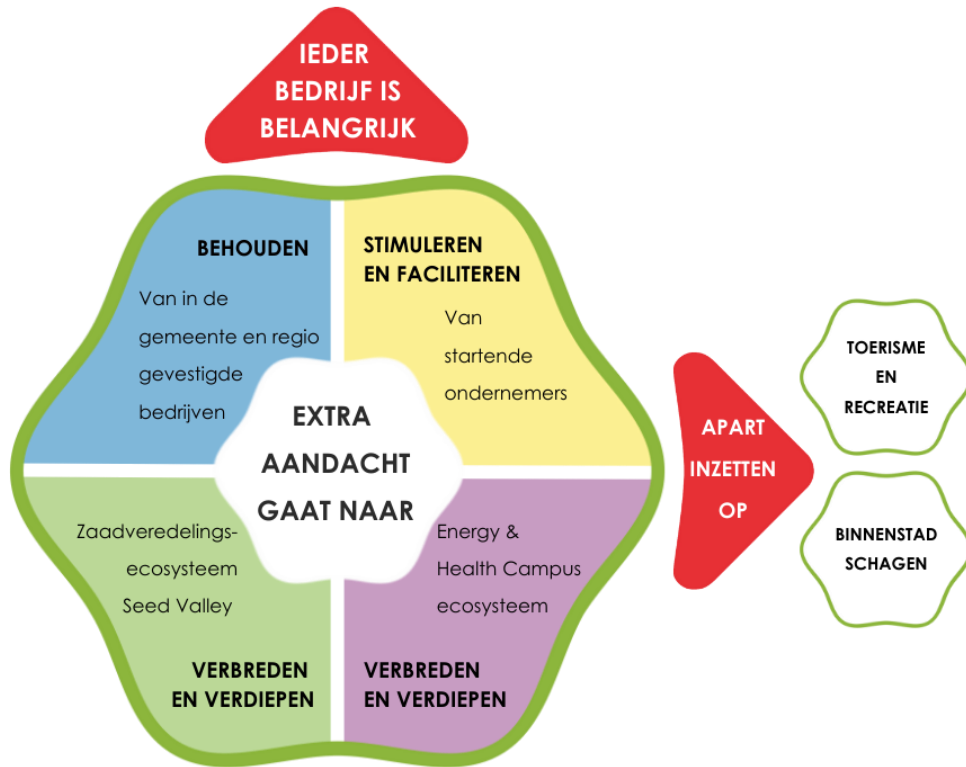 IEDER
BEDRIJF IS
BELANGRIJK
BEHOUDEN
Van in de
gemeente en regio
gevestigde
bedrijven
STIMULEREN
EN FACILITEREN
Van
startende
ondernemers
EXTRA
AANDACHT
GAAT NAAR
Zaadveredelings-
ecosysteem
Seed Valley
VERBREDEN
EN VERDIEPEN
Energy &
Health Campus
ecosysteem
VERBREDEN
EN VERDIEPEN
APART
INZETTEN
OP
TOERISME
EN
RECREATIE
BINNENSTAD
SCHAGEN